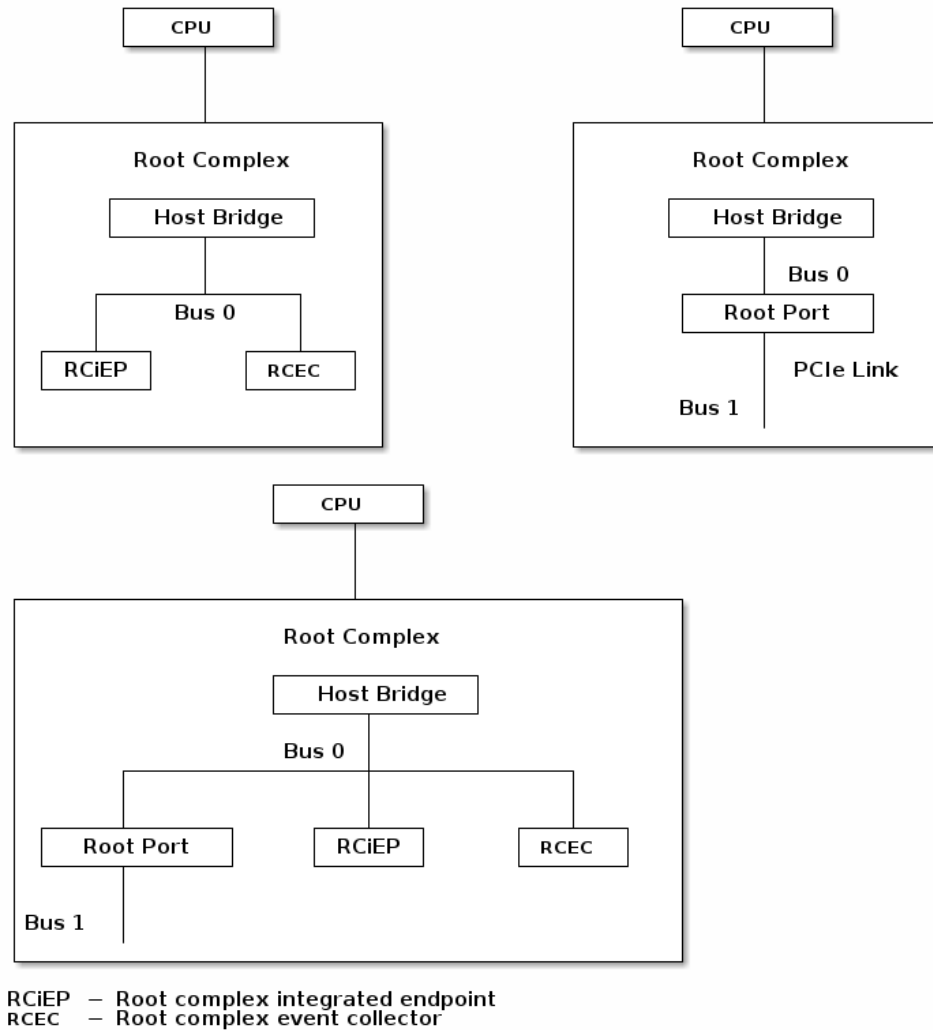 CPU
Root Complex
Host Bridge
Bus 0
RCiEP
RCEC
CPU
Root Complex
Host Bridge
Bus 0
Root Port
PCIe Link
Bus 1
CPU
Root Complex
Host Bridge
Bus 0
Root Port
RCiEP
RCEC
Bus 1
RCiEP – Root complex integrated endpoint
RCEC – Root complex event collector